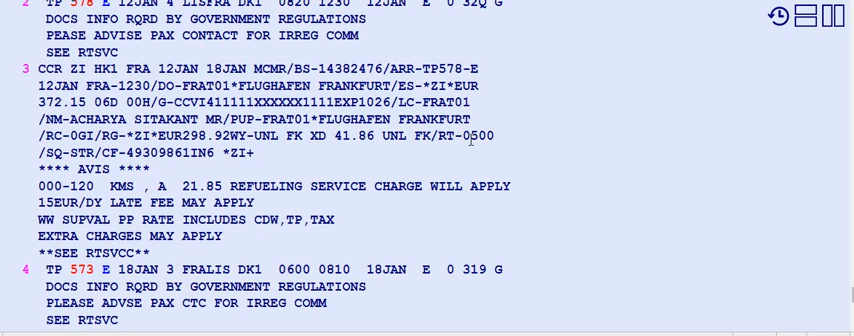 2 TP 578 E 12JAN 4 LISFRA DK1 0820 1230 12JAN E 0 32Q G
DOCS INFO RQRD BY GOVERNMENT REGULATIONS
PEASE ADVISE PAX CONTACT FOR IRREG COMM
SEE RTSVC
3 CCR ZI HK1 FRA 12JAN 18JAN MCMR/BS-14382476/ARR-TP578-E
12JAN FRA-1230/DO-FRAT01*FLUGHAFEN FRANKFURT/ES-*ZI*EUR
372.15 06D 00H/G-CCVI411111XXXXXX1111EXP1026/LC-FRAT01
/NM-ACHARYA SITAKANT MR/PUP-FRAT01*FLUGHAFEN FRANKFURT
/RC-0GI/RG-*ZI*EUR298.92WY-UNL FK XD 41.86 UNL FK/RT-0500
/SQ-STR/CF-49309861IN6 *ZI+
**** AVIS ****
000-120 KMS , A 21.85 REFUELING SERVICE CHARGE WILL APPLY
15EUR/DY LATE FEE MAY APPLY
WW SUPVAL PP RATE INCLUDES CDW,TP,TAX
EXTRA CHARGES MAY APPLY
**SEE RTSVCC**
4 TP 573 E 18JAN 3 FRALIS DK1 0600 0810 18JAN E 0 319 G
DOCS INFO RQRD BY GOVERNMENT REGULATIONS
PLEASE ADVSE PAX CTC FOR IRREG COMM
SEE RTSVC